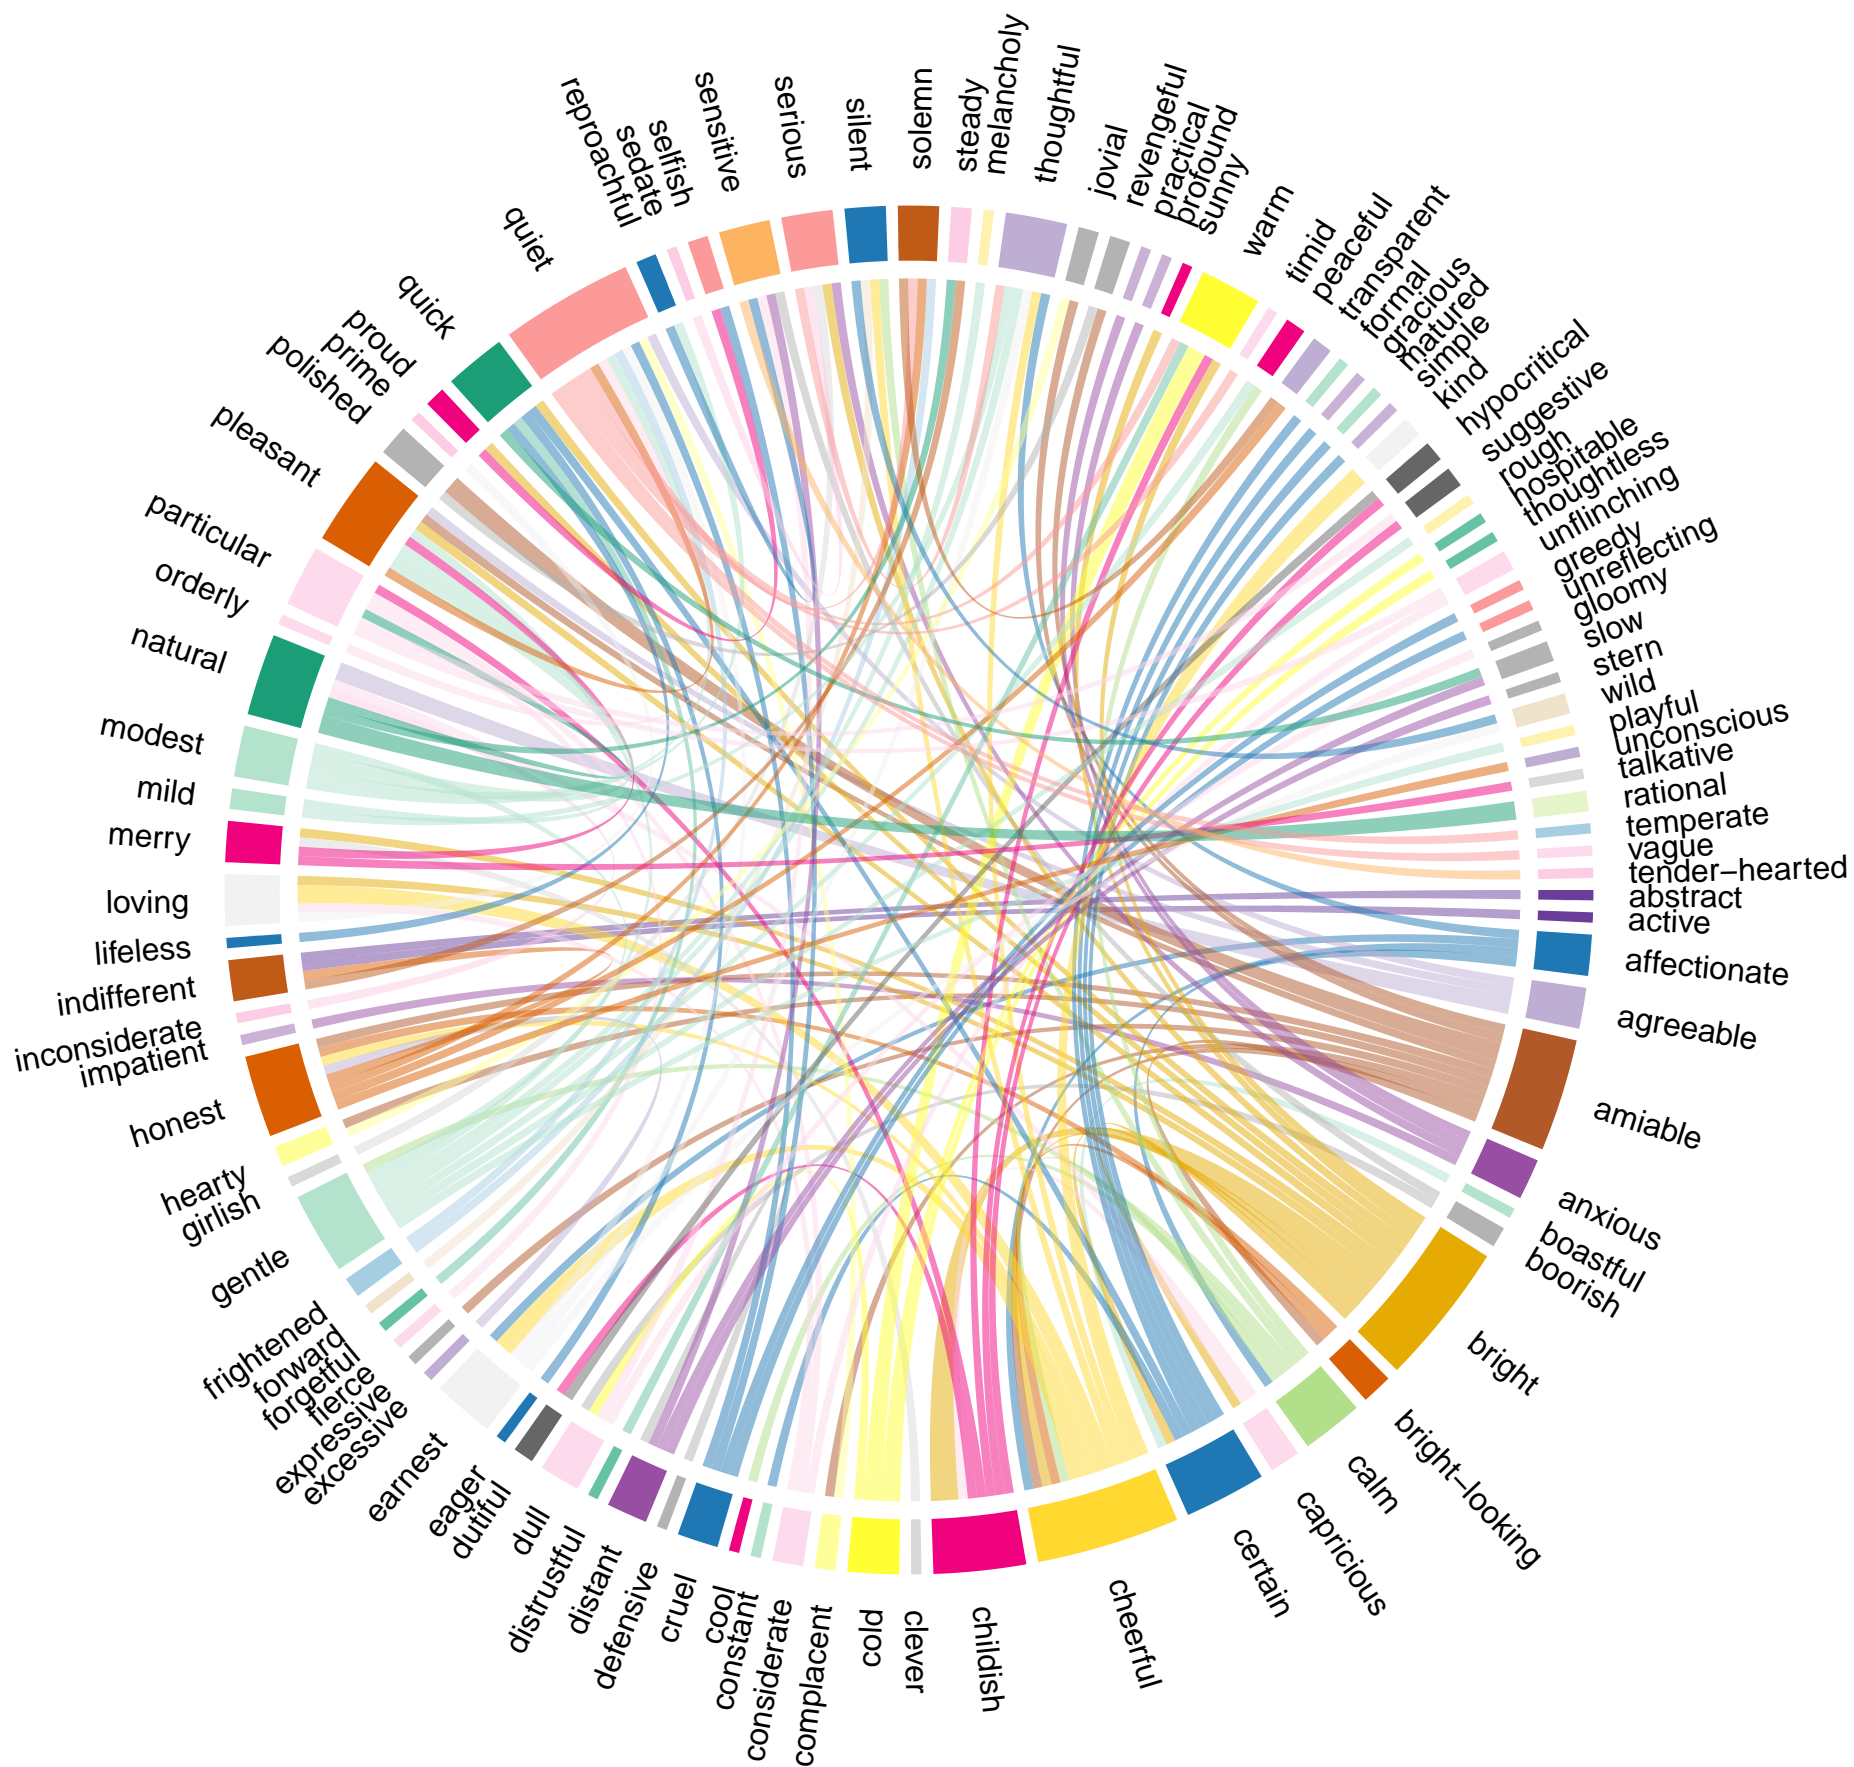 abstract
active
affectionate
agreeable
amiable
anxious
boastful
boorish
bright
bright−looking
calm
capricious
certain
cheerful
childish
clever
cold
complacent
considerate
constant
cool
cruel
defensive
distant
distrustful
dull
dutiful
eager
earnest
excessive
expressive
fierce
forgetful
forward
frightened
gentle
girlish
hearty
honest
impatient
inconsiderate
indifferent
lifeless
loving
merry
mild
modest
natural
orderly
particular
pleasant
polished
prime
proud
quick
quiet
reproachful
sedate
selfish
sensitive
serious
silent
solemn
steady
melancholy
thoughtful
jovial
revengeful
practical
profound
sunny
warm
timid
peaceful
transparent
formal
gracious
matured
simple
kind
hypocritical
suggestive
rough
hospitable
thoughtless
unflinching
greedy
unreflecting
gloomy
slow
stern
wild
playful
unconscious
talkative
rational
temperate
vague
tender−hearted